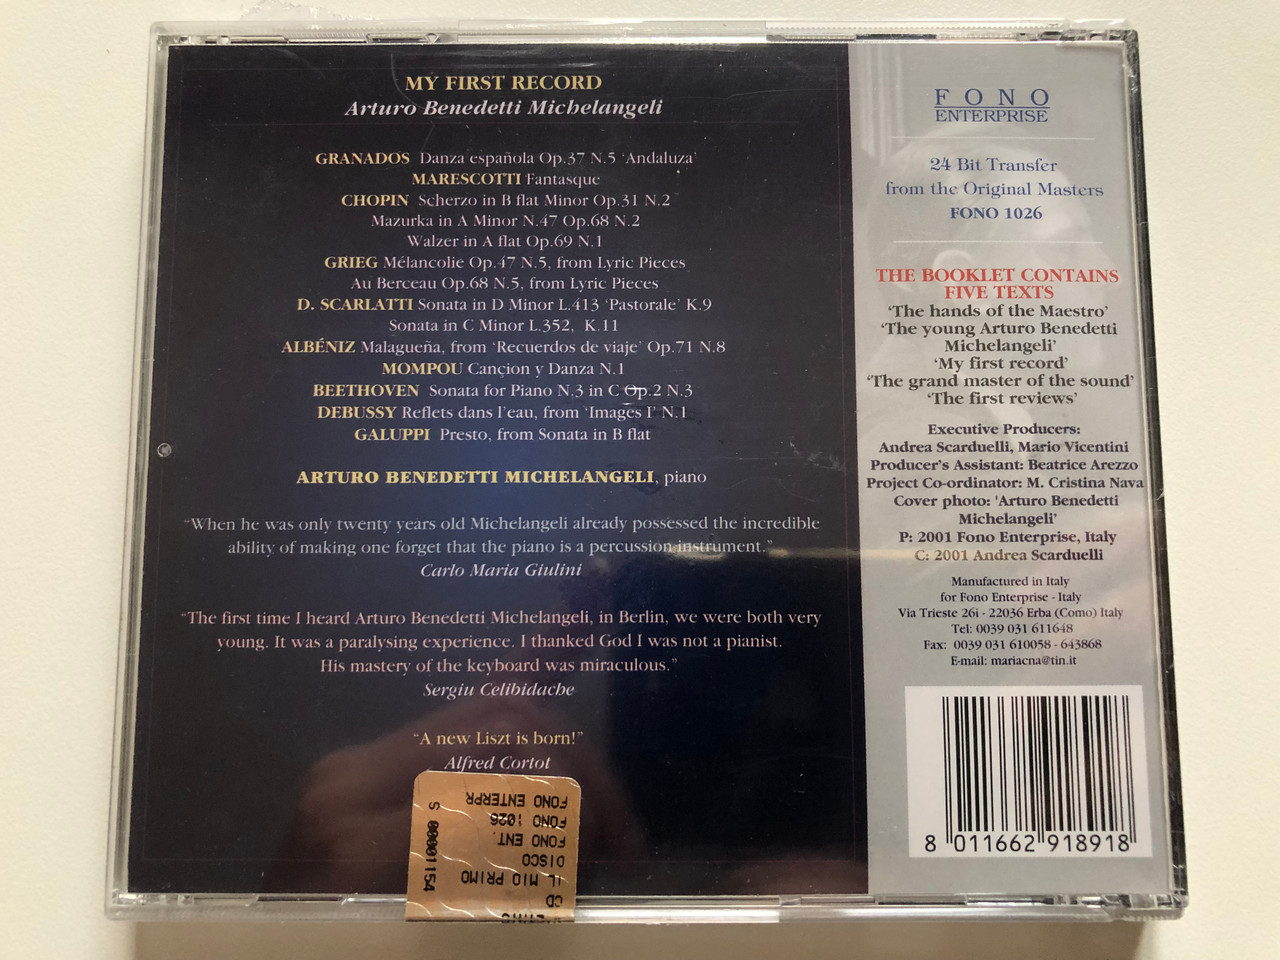 MY FIRST RECORD
Arturo Benedetti Michelangeli
GRANADOS Danza española Op.37 N.5 ‘Andaluza’
MARESCOTTI Fantasque
CHOPIN Scherzo in B flat Minor Op.31 N.2
Mazurka in A Minor N.47 Op.68 N.2
Walzer in A flat Op.69 N.1
GRIEG Mélancolie Op.47 N.5, from Lyric Pieces
Au Berceau Op.68 N.5, from Lyric Pieces
D. SCARLATTI Sonata in D Minor L.413 ‘Pastorale’ K.9
Sonata in C Minor L.352, K.11
ALBÉNIZ Malagueña, from ‘Recuerdos de viaje’ Op.71 N.8
MOMPOU Cançion y Danza N.1
BEETHOVEN Sonata for Piano N.3 in C Op.2 N.3
DEBUSSY Reflets dans l'eau, from ‘Images I’ N.1
GALUPPI Presto, from Sonata in B flat
ARTURO BENEDETTI MICHELANGELI, piano
“When he was only twenty years old Michelangeli already possessed the incredible
ability of making one forget that the piano is a percussion instrument.”
Carlo Maria Giulini
“The first time I heard Arturo Benedetti Michelangeli, in Berlin, we were both very
young. It was a paralysing experience. I thanked God I was not a pianist.
His mastery of the keyboard was miraculous.”
Sergiu Celibidache
“A new Liszt is born!”
Alfred Cortot
CD
IL MIO PRIMO
DISCO
FONO ENT.
FONO 1026
FONO ENTERPR
S 00001154
FONO
ENTERPRISE
24 Bit Transfer
from the Original Masters
FONO 1026
THE BOOKLET CONTAINS
FIVE TEXTS
‘The hands of the Maestro’
‘The young Arturo Benedetti
Michelangeli’
‘My first record’
‘The grand master of the sound’
‘The first reviews’
Executive Producers:
Andrea Scarduelli, Mario Vicentini
Producer's Assistant: Beatrice Arezzo
Project Co-ordinator: M. Cristina Nava
Cover photo: 'Arturo Benedetti
Michelangeli’
P: 2001 Fono Enterprise, Italy
C: 2001 Andrea Scarduelli
Manufactured in Italy
for Fono Enterprise - Italy
Via Trieste 26i - 22036 Erba (Como) Italy
Tel: 0039 031 611648
Fax: 0039 031 610058 - 643868
E-mail: mariacna@tin.it
8 011662 918918